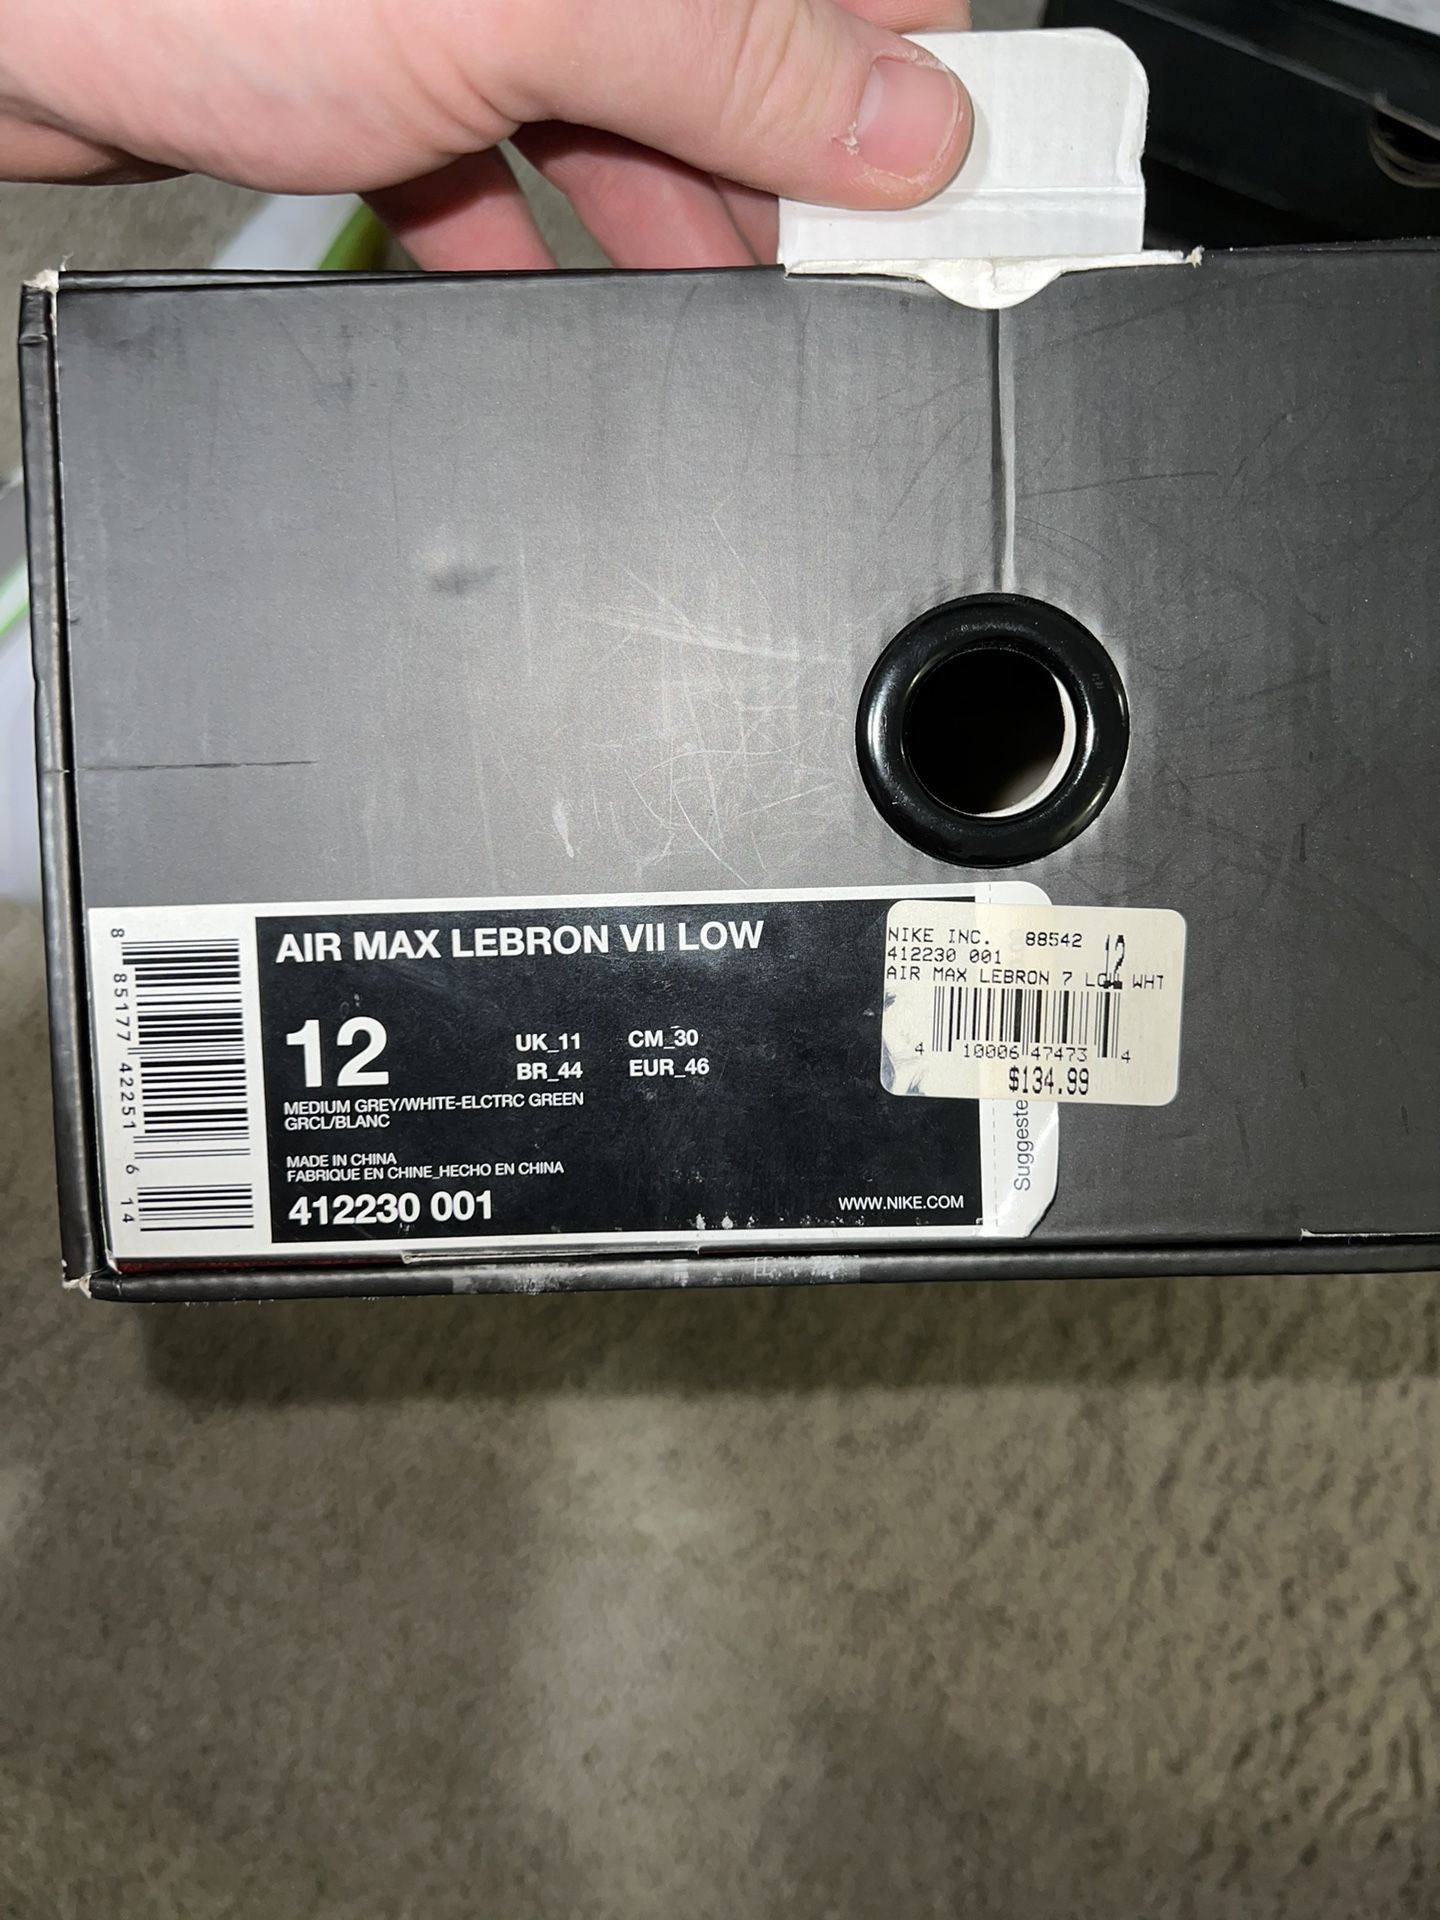 AIR MAX LEBRON VII LOW
12
UK_11 CM_30
BR_44 EUR_46
MEDIUM GREY/WHITE-ELCTRC GREEN
GRCL/BLANC
MADE IN CHINA
FABRIQUE EN CHINE_HECHO EN CHINA
412230 001
WWW.NIKE.COM
8 85177 42251 6 14
NIKE INC. 88542 12
412230 001
AIR MAX LEBRON 7 LOW WHT
4 10006 47473 4
$134.99
Suggeste